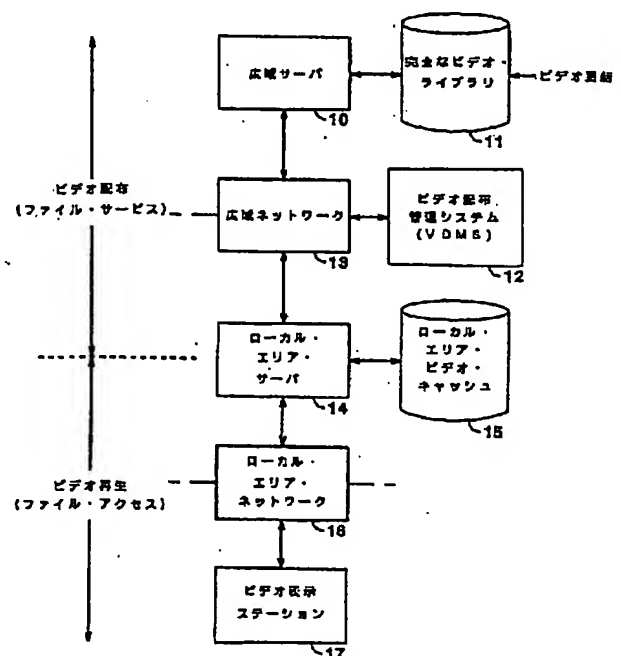 広域サーバ
10
完全なビデオ・
ライブラリ
11
ビデオ配布
(ファイル・サービス)
広域ネットワーク
13
ビデオ配布
管理システム
(VDMS)
12
ローカル・
エリア・
サーバ
14
ローカル・
エリア・
ビデオ・
キャッシュ
15
ビデオ再生
(ファイル・アクセス)
ローカル・
エリア・
ネットワーク
16
ビデオ表示
ステーション
17
ビデオ